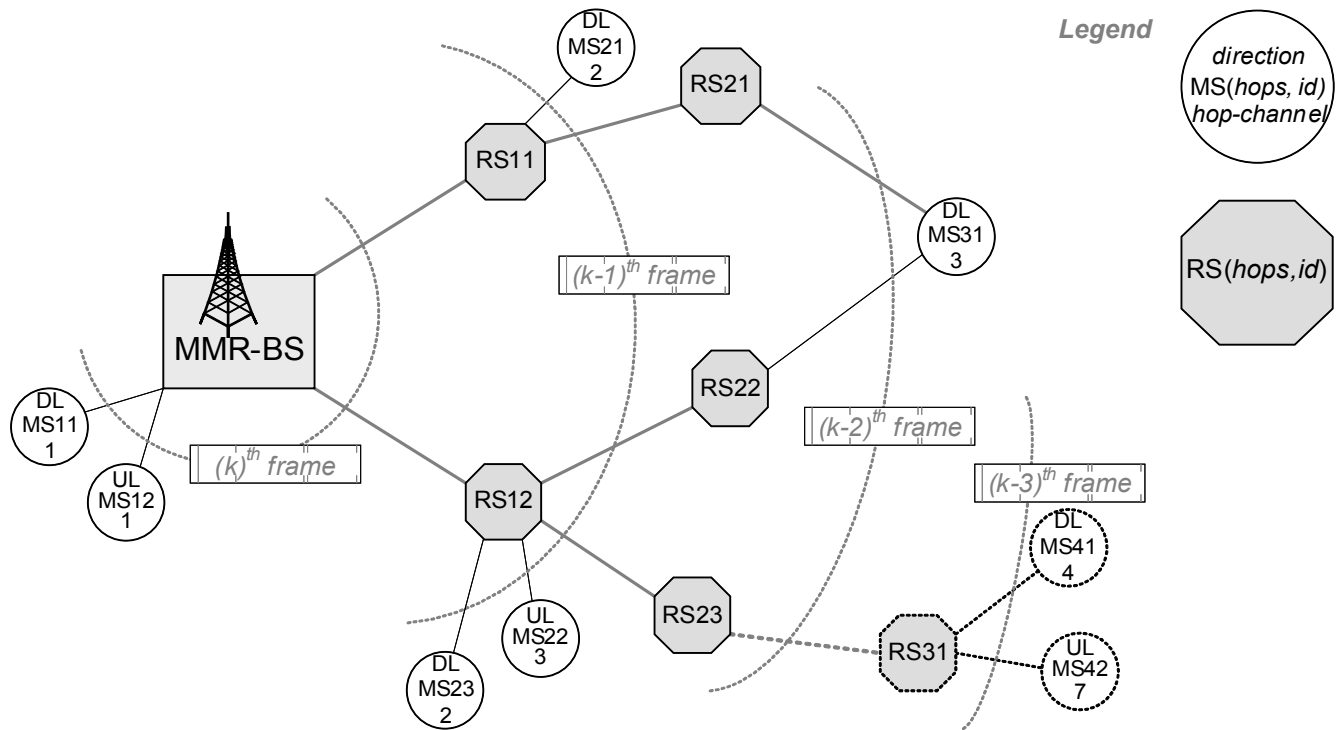 Legend
direction
MS(hops, id)
hop-channel
RS(hops,id)
DL
MS21
2
RS21
RS11
DL
MS31
3
(k-1)th frame
MMR-BS
RS22
DL
MS11
1
(k-2)th frame
(k)th frame
UL
MS12
1
RS12
(k-3)th frame
DL
MS41
4
RS23
UL
MS22
3
RS31
UL
MS42
7
DL
MS23
2